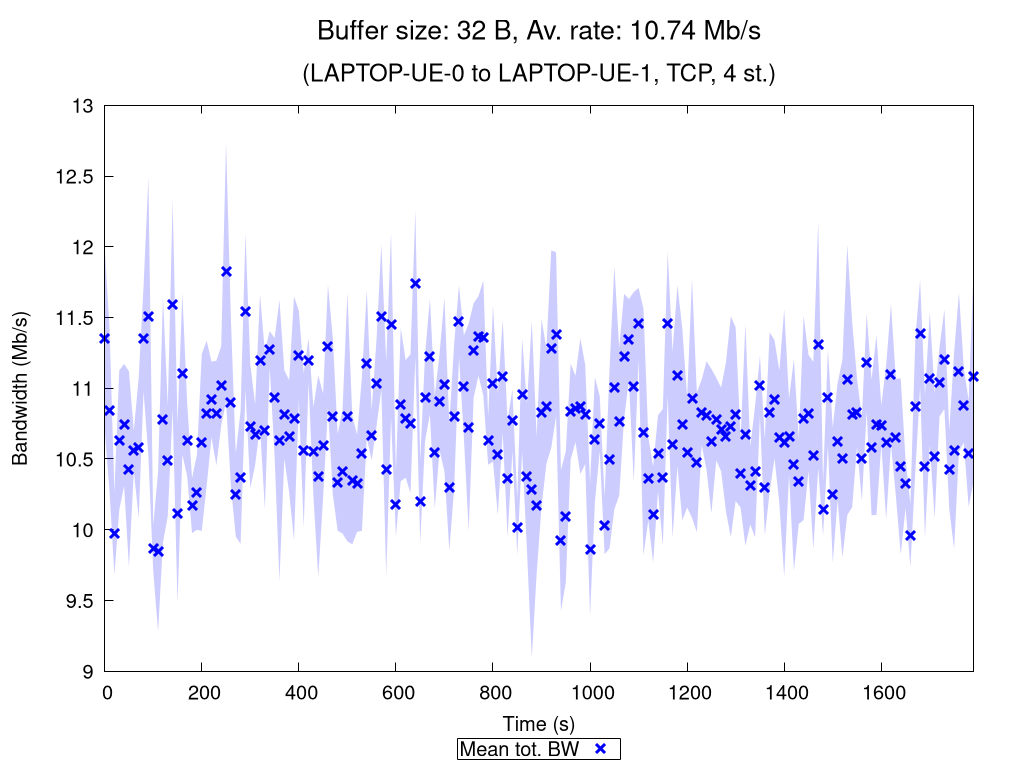 Buffer size: 32 B, Av. rate: 10.74 Mb/s
(LAPTOP-UE-0 to LAPTOP-UE-1, TCP, 4 st.)
13
12.5
12
11.5
11
10.5
10
9.5
9
Bandwidth (Mb/s)
0 200 400 600 800 1000 1200 1400 1600
Time (s)
Mean tot. BW